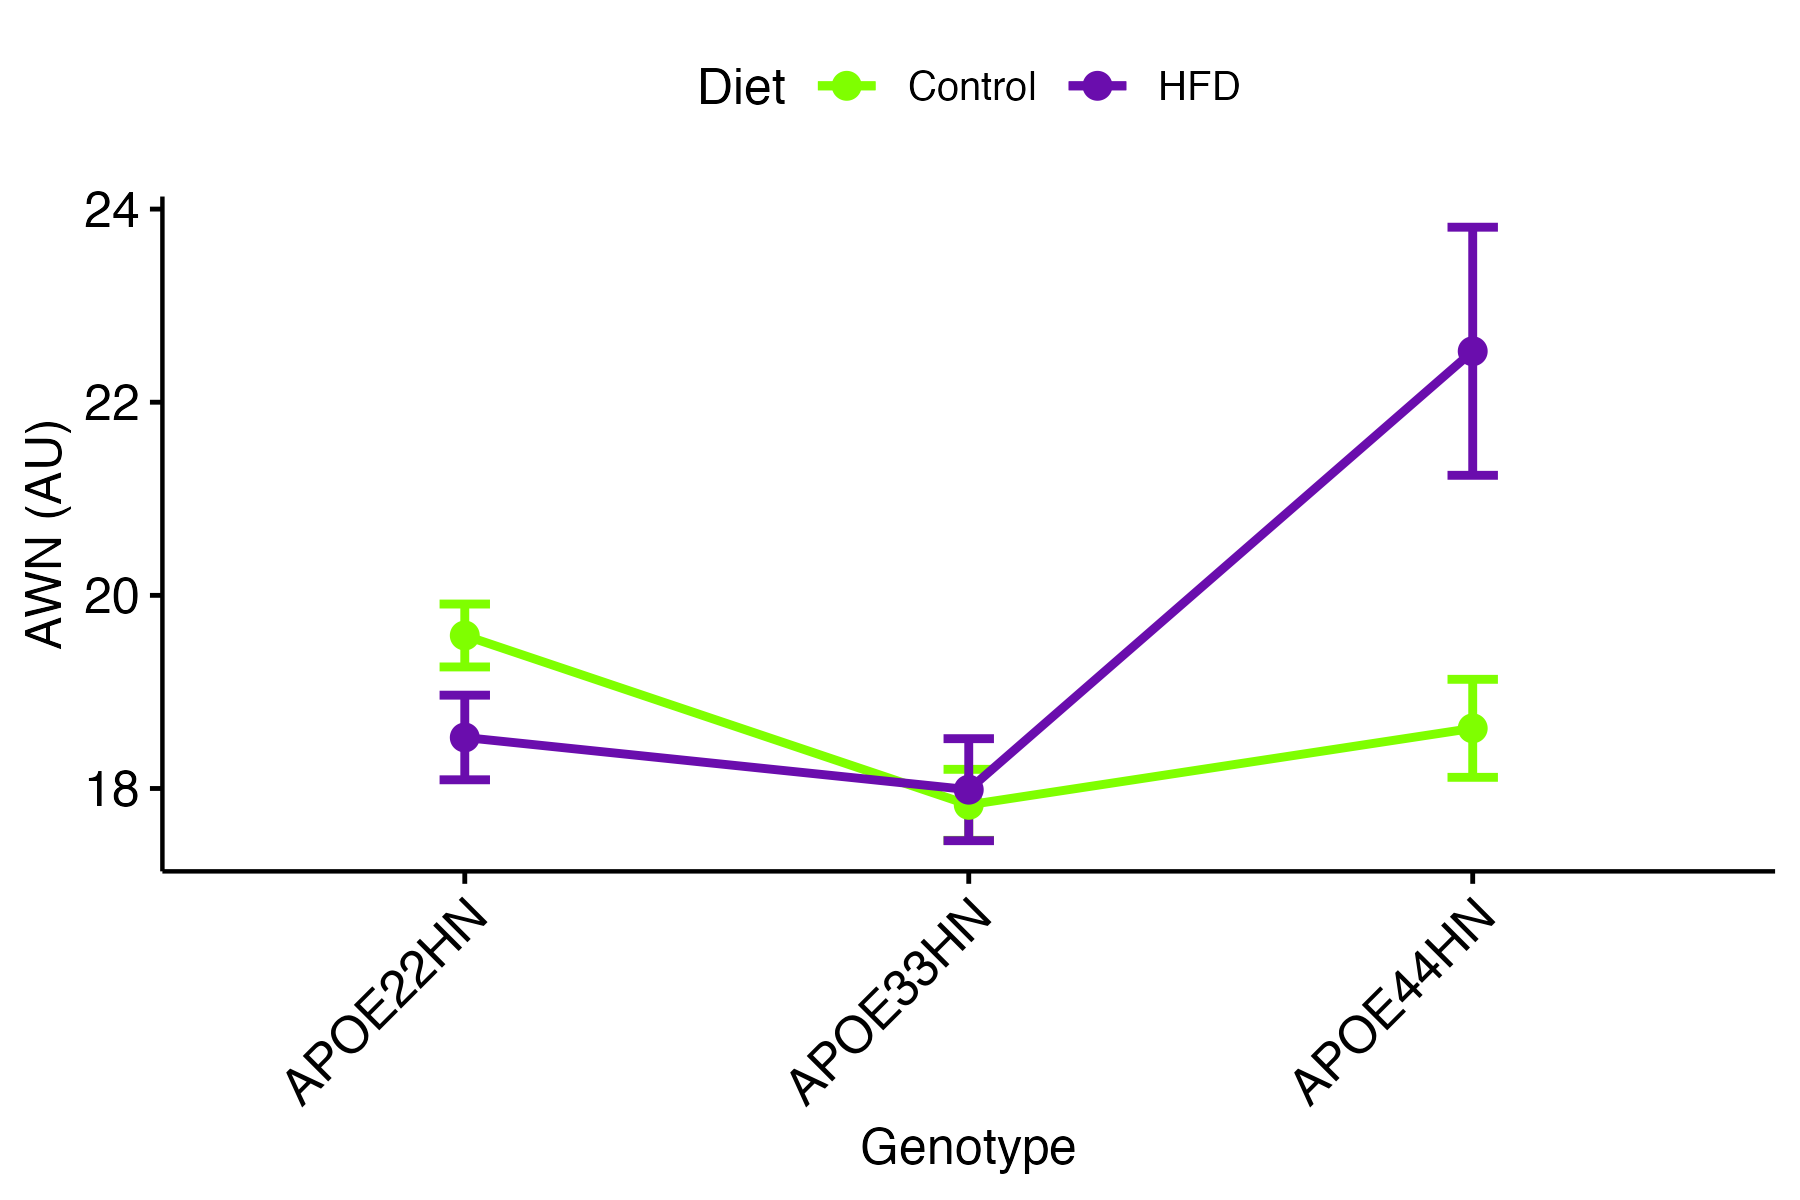 Diet Control HFD
24
22
20
18
AWN (AU)
APOE22HN
APOE33HN
APOE44HN
Genotype